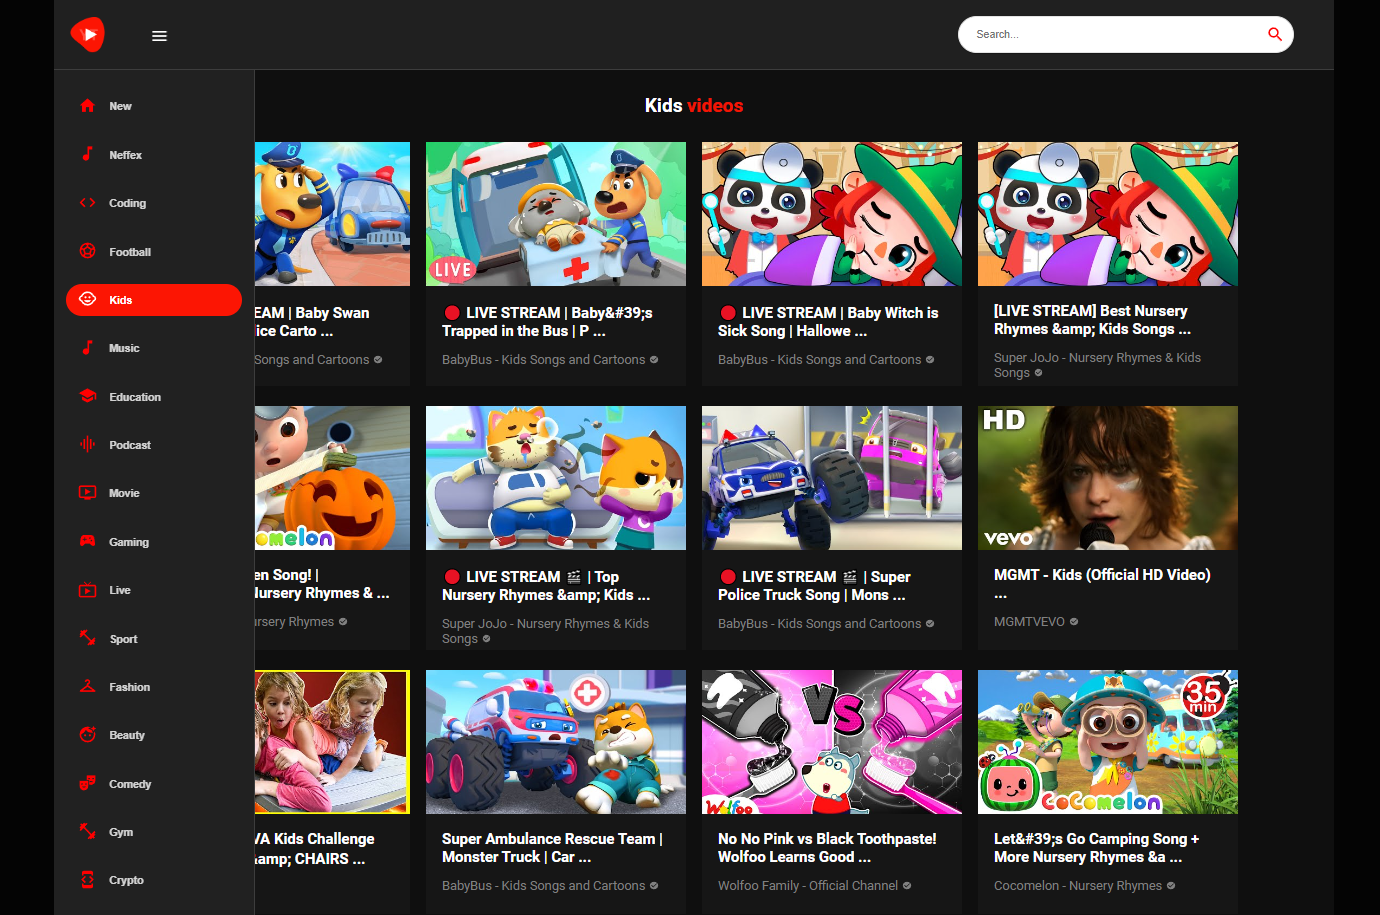 Search...
New
Neffex
Coding
Football
Kids
Music
Education
Podcast
Movie
Gaming
Live
Sport
Fashion
Beauty
Comedy
Gym
Crypto
Kids videos
EAM | Baby Swan
lice Carto ...
Songs and Cartoons
LIVE
LIVE STREAM | Baby&#39;s
Trapped in the Bus | P ...
BabyBus - Kids Songs and Cartoons
LIVE STREAM | Baby Witch is
Sick Song | Hallowe ...
BabyBus - Kids Songs and Cartoons
[LIVE STREAM] Best Nursery
Rhymes &amp; Kids Songs ...
Super JoJo - Nursery Rhymes & Kids
Songs
omelon
en Song! |
Nursery Rhymes & ...
ursery Rhymes
LIVE STREAM | Top
Nursery Rhymes &amp; Kids ...
Super JoJo - Nursery Rhymes & Kids
Songs
LIVE STREAM | Super
Police Truck Song | Mons ...
BabyBus - Kids Songs and Cartoons
HD
vevo
MGMT - Kids (Official HD Video)
...
MGMTVEVO
VA Kids Challenge
&amp; CHAIRS ...
Super Ambulance Rescue Team |
Monster Truck | Car ...
BabyBus - Kids Songs and Cartoons
VS
Wolfoo
No No Pink vs Black Toothpaste!
Wolfoo Learns Good ...
Wolfoo Family - Official Channel
35
min
CoComelon
Let&#39;s Go Camping Song +
More Nursery Rhymes &a ...
Cocomelon - Nursery Rhymes